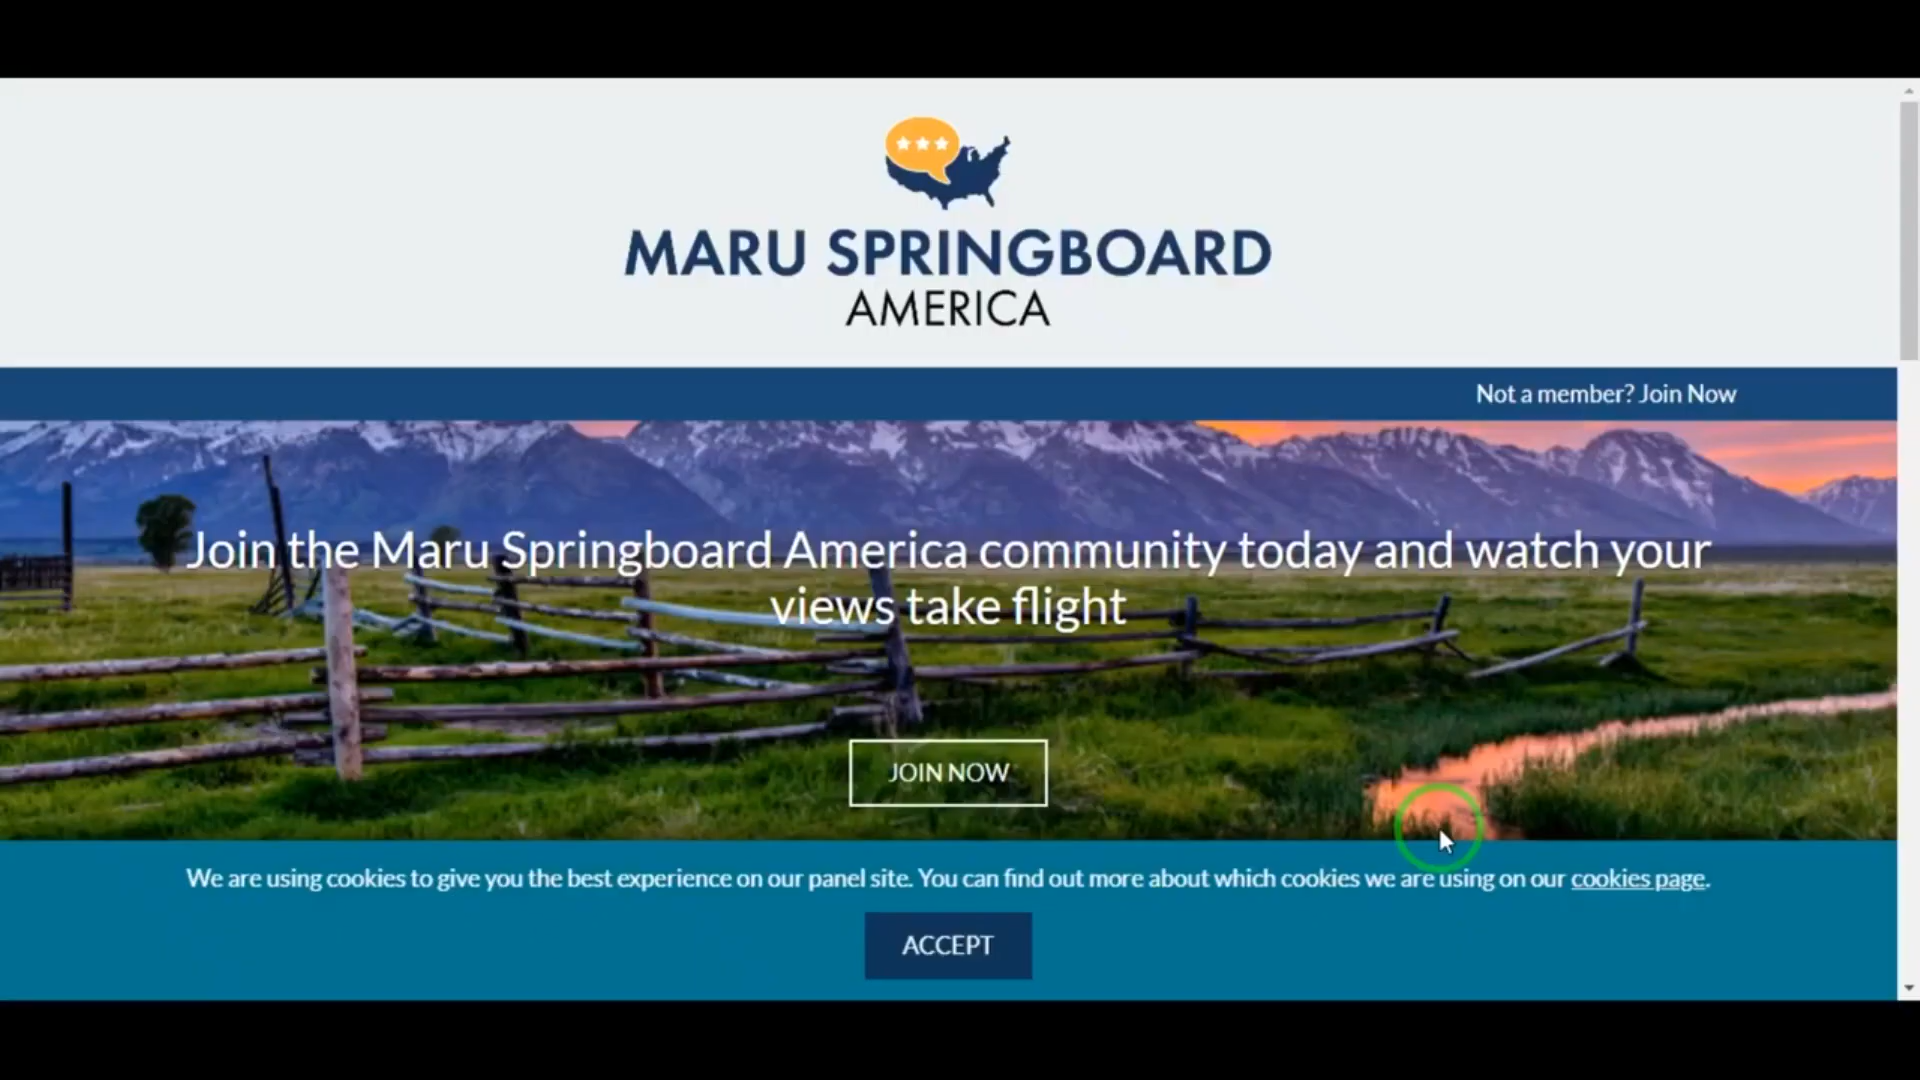 MARU SPRINGBOARD
AMERICA
Not a member? Join Now
Join the Maru Springboard America community today and watch your
views take flight
JOIN NOW
We are using cookies to give you the best experience on our panel site. You can find out more about which cookies we are using on our cookies page.
ACCEPT